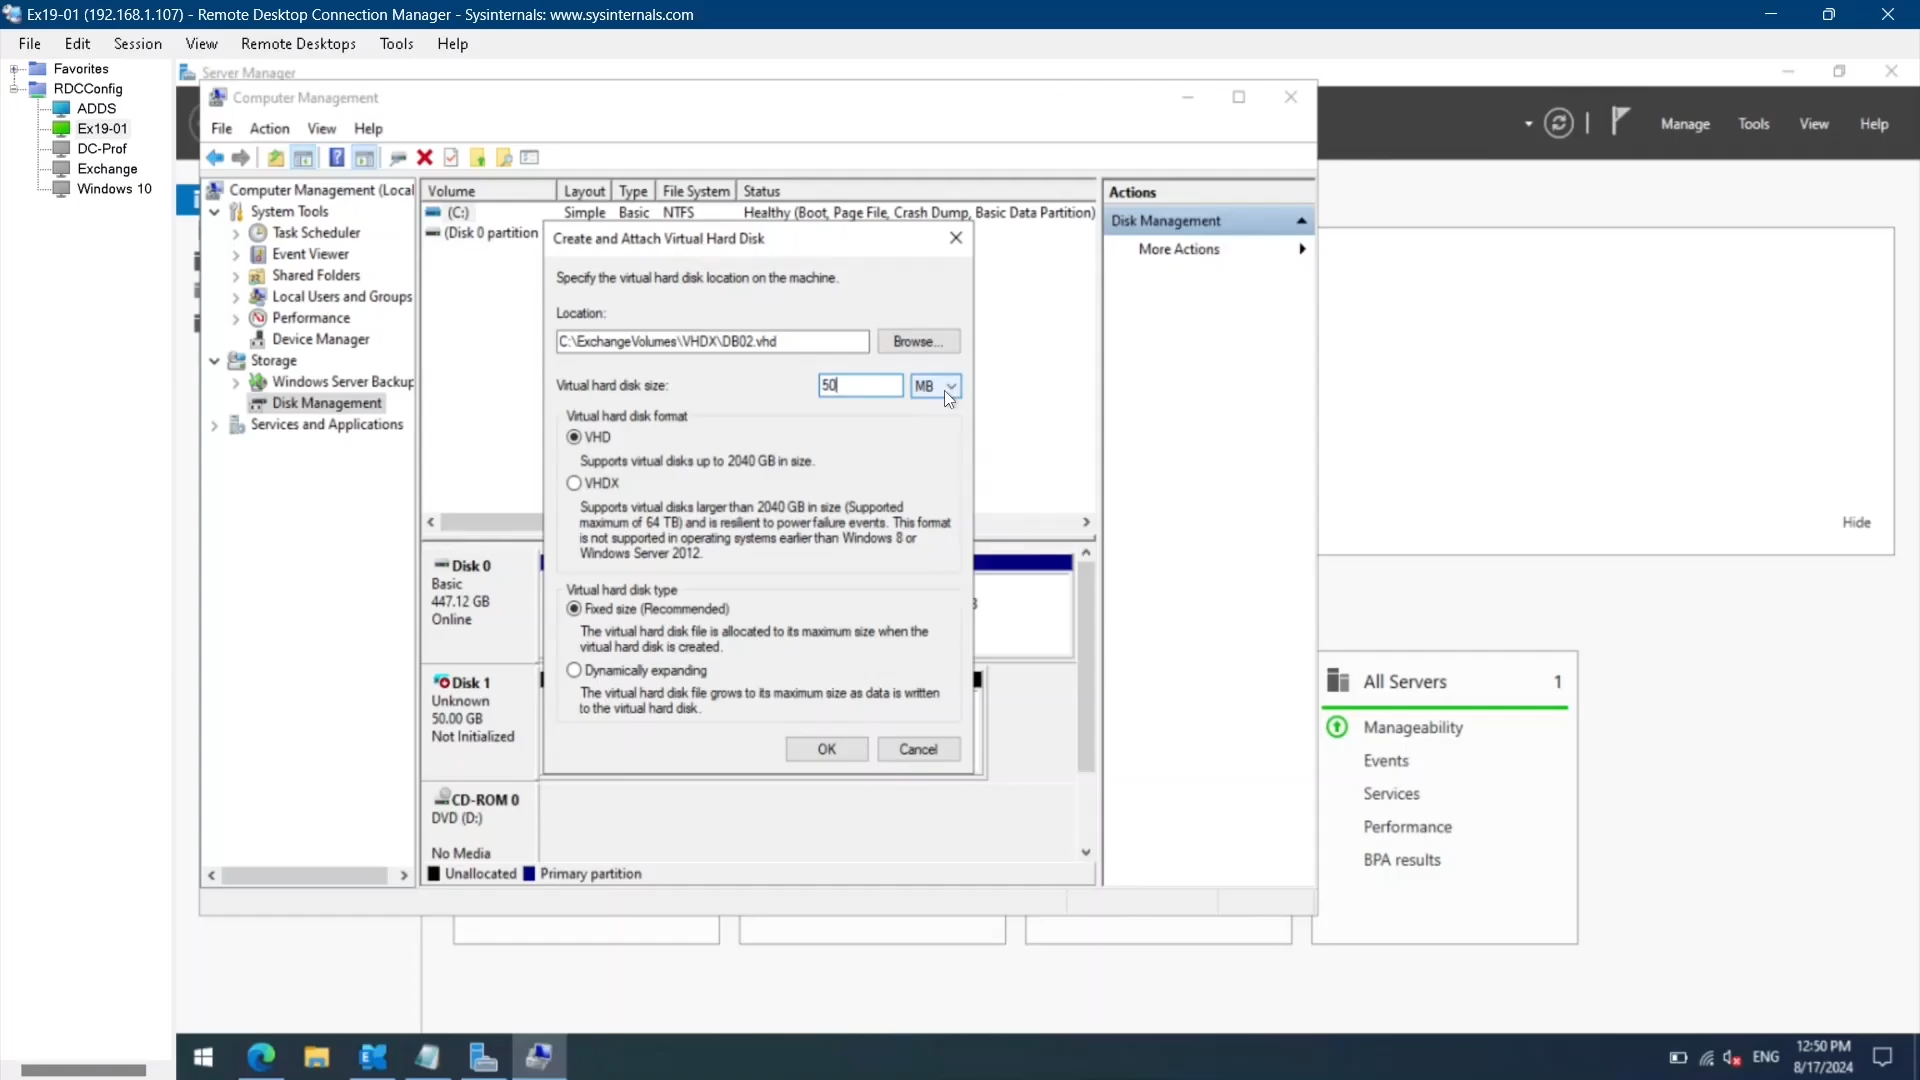 Ex19-01 (192.168.1.107) - Remote Desktop Connection Manager - Sysinternals: www.sysinternals.com
File Edit Session View Remote Desktops Tools Help
Favorites
RDCConfig
ADDS
Ex19-01
DC-Prof
Exchange
Windows 10
Server Manager
Manage Tools View Help
Computer Management
File Action View Help
Computer Management (Local
System Tools
Task Scheduler
Event Viewer
Shared Folders
Local Users and Groups
Performance
Device Manager
Storage
Windows Server Backup
Disk Management
Services and Applications
Volume Layout Type File System Status
(C:) Simple Basic NTFS Healthy (Boot, Page File, Crash Dump, Basic Data Partition)
(Disk 0 partition
Create and Attach Virtual Hard Disk
Specify the virtual hard disk location on the machine.
Location:
C:\ExchangeVolumes\VHDX\DB02.vhd Browse...
Virtual hard disk size: 50 MB
Virtual hard disk format
VHD
Supports virtual disks up to 2040 GB in size.
VHDX
Supports virtual disks larger than 2040 GB in size (Supported
maximum of 64 TB) and is resilient to power failure events. This format
is not supported in operating systems earlier than Windows 8 or
Windows Server 2012.
Virtual hard disk type
Fixed size (Recommended)
The virtual hard disk file is allocated to its maximum size when the
virtual hard disk is created.
Dynamically expanding
The virtual hard disk file grows to its maximum size as data is written
to the virtual hard disk.
OK Cancel
Disk 0
Basic
447.12 GB
Online
Disk 1
Unknown
50.00 GB
Not Initialized
CD-ROM 0
DVD (D:)
No Media
Unallocated Primary partition
Actions
Disk Management
More Actions
Hide
All Servers 1
Manageability
Events
Services
Performance
BPA results
ENG
12:50 PM
8/17/2024